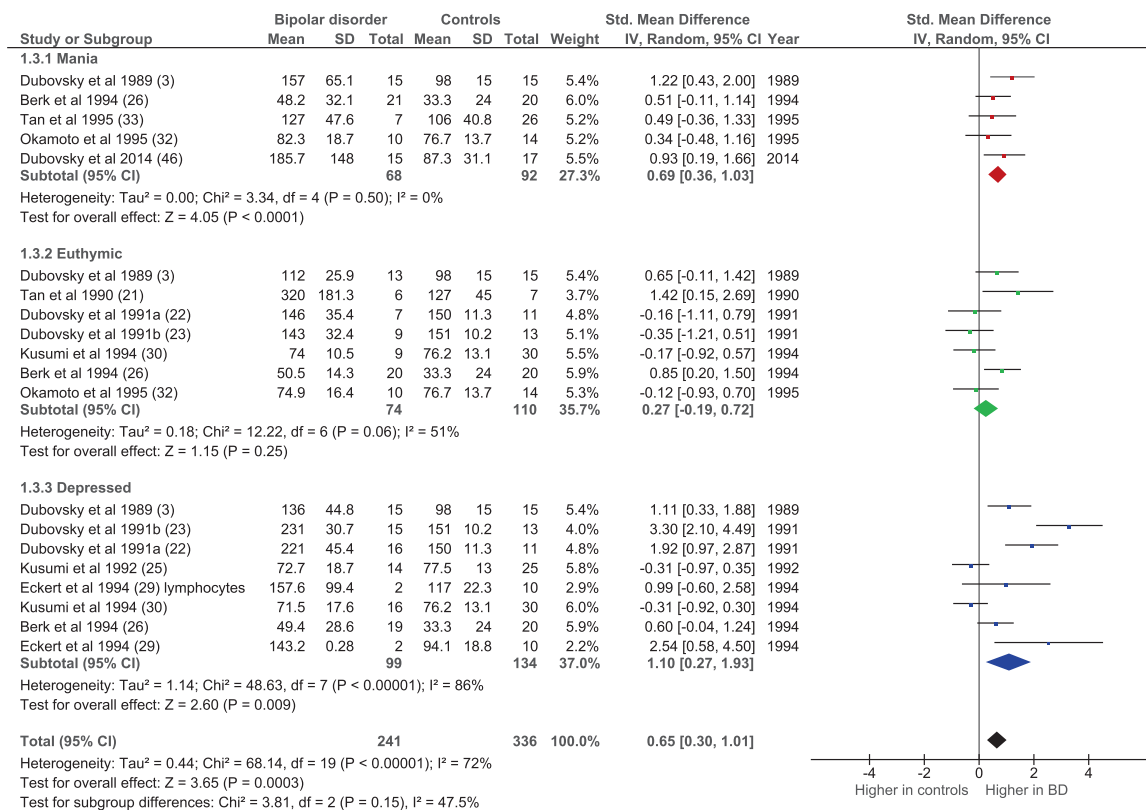 Bipolar disorder Controls Std. Mean Difference Std. Mean Difference
Study or Subgroup Mean SD Total Mean SD Total Weight IV, Random, 95% CI Year IV, Random, 95% CI
1.3.1 Mania
Dubovsky et al 1989 (3) 157 65.1 15 98 15 15 5.4% 1.22 [0.43, 2.00] 1989
Berk et al 1994 (26) 48.2 32.1 21 33.3 24 20 6.0% 0.51 [-0.11, 1.14] 1994
Tan et al 1995 (33) 127 47.6 7 106 40.8 26 5.2% 0.49 [-0.36, 1.33] 1995
Okamoto et al 1995 (32) 82.3 18.7 10 76.7 13.7 14 5.2% 0.34 [-0.48, 1.16] 1995
Dubovsky et al 2014 (46) 185.7 148 15 87.3 31.1 17 5.5% 0.93 [0.19, 1.66] 2014
Subtotal (95% CI) 68 92 27.3% 0.69 [0.36, 1.03]
Heterogeneity: Tau² = 0.00; Chi² = 3.34, df = 4 (P = 0.50); I² = 0%
Test for overall effect: Z = 4.05 (P < 0.0001)
1.3.2 Euthymic
Dubovsky et al 1989 (3) 112 25.9 13 98 15 15 5.4% 0.65 [-0.11, 1.42] 1989
Tan et al 1990 (21) 320 181.3 6 127 45 7 3.7% 1.42 [0.15, 2.69] 1990
Dubovsky et al 1991a (22) 146 35.4 7 150 11.3 11 4.8% -0.16 [-1.11, 0.79] 1991
Dubovsky et al 1991b (23) 143 32.4 9 151 10.2 13 5.1% -0.35 [-1.21, 0.51] 1991
Kusumi et al 1994 (30) 74 10.5 9 76.2 13.1 30 5.5% -0.17 [-0.92, 0.57] 1994
Berk et al 1994 (26) 50.5 14.3 20 33.3 24 20 5.9% 0.85 [0.20, 1.50] 1994
Okamoto et al 1995 (32) 74.9 16.4 10 76.7 13.7 14 5.3% -0.12 [-0.93, 0.70] 1995
Subtotal (95% CI) 74 110 35.7% 0.27 [-0.19, 0.72]
Heterogeneity: Tau² = 0.18; Chi² = 12.22, df = 6 (P = 0.06); I² = 51%
Test for overall effect: Z = 1.15 (P = 0.25)
1.3.3 Depressed
Dubovsky et al 1989 (3) 136 44.8 15 98 15 15 5.4% 1.11 [0.33, 1.88] 1989
Dubovsky et al 1991b (23) 231 30.7 15 151 10.2 13 4.0% 3.30 [2.10, 4.49] 1991
Dubovsky et al 1991a (22) 221 45.4 16 150 11.3 11 4.8% 1.92 [0.97, 2.87] 1991
Kusumi et al 1992 (25) 72.7 18.7 14 77.5 13 25 5.8% -0.31 [-0.97, 0.35] 1992
Eckert et al 1994 (29) lymphocytes 157.6 99.4 2 117 22.3 10 2.9% 0.99 [-0.60, 2.58] 1994
Kusumi et al 1994 (30) 71.5 17.6 16 76.2 13.1 30 6.0% -0.31 [-0.92, 0.30] 1994
Berk et al 1994 (26) 49.4 28.6 19 33.3 24 20 5.9% 0.60 [-0.04, 1.24] 1994
Eckert et al 1994 (29) 143.2 0.28 2 94.1 18.8 10 2.2% 2.54 [0.58, 4.50] 1994
Subtotal (95% CI) 99 134 37.0% 1.10 [0.27, 1.93]
Heterogeneity: Tau² = 1.14; Chi² = 48.63, df = 7 (P < 0.00001); I² = 86%
Test for overall effect: Z = 2.60 (P = 0.009)
Total (95% CI) 241 336 100.0% 0.65 [0.30, 1.01]
Heterogeneity: Tau² = 0.44; Chi² = 68.14, df = 19 (P < 0.00001); I² = 72%
Test for overall effect: Z = 3.65 (P = 0.0003)
Test for subgroup differences: Chi² = 3.81, df = 2 (P = 0.15), I² = 47.5%
-4 -2 0 2 4
Higher in controls Higher in BD